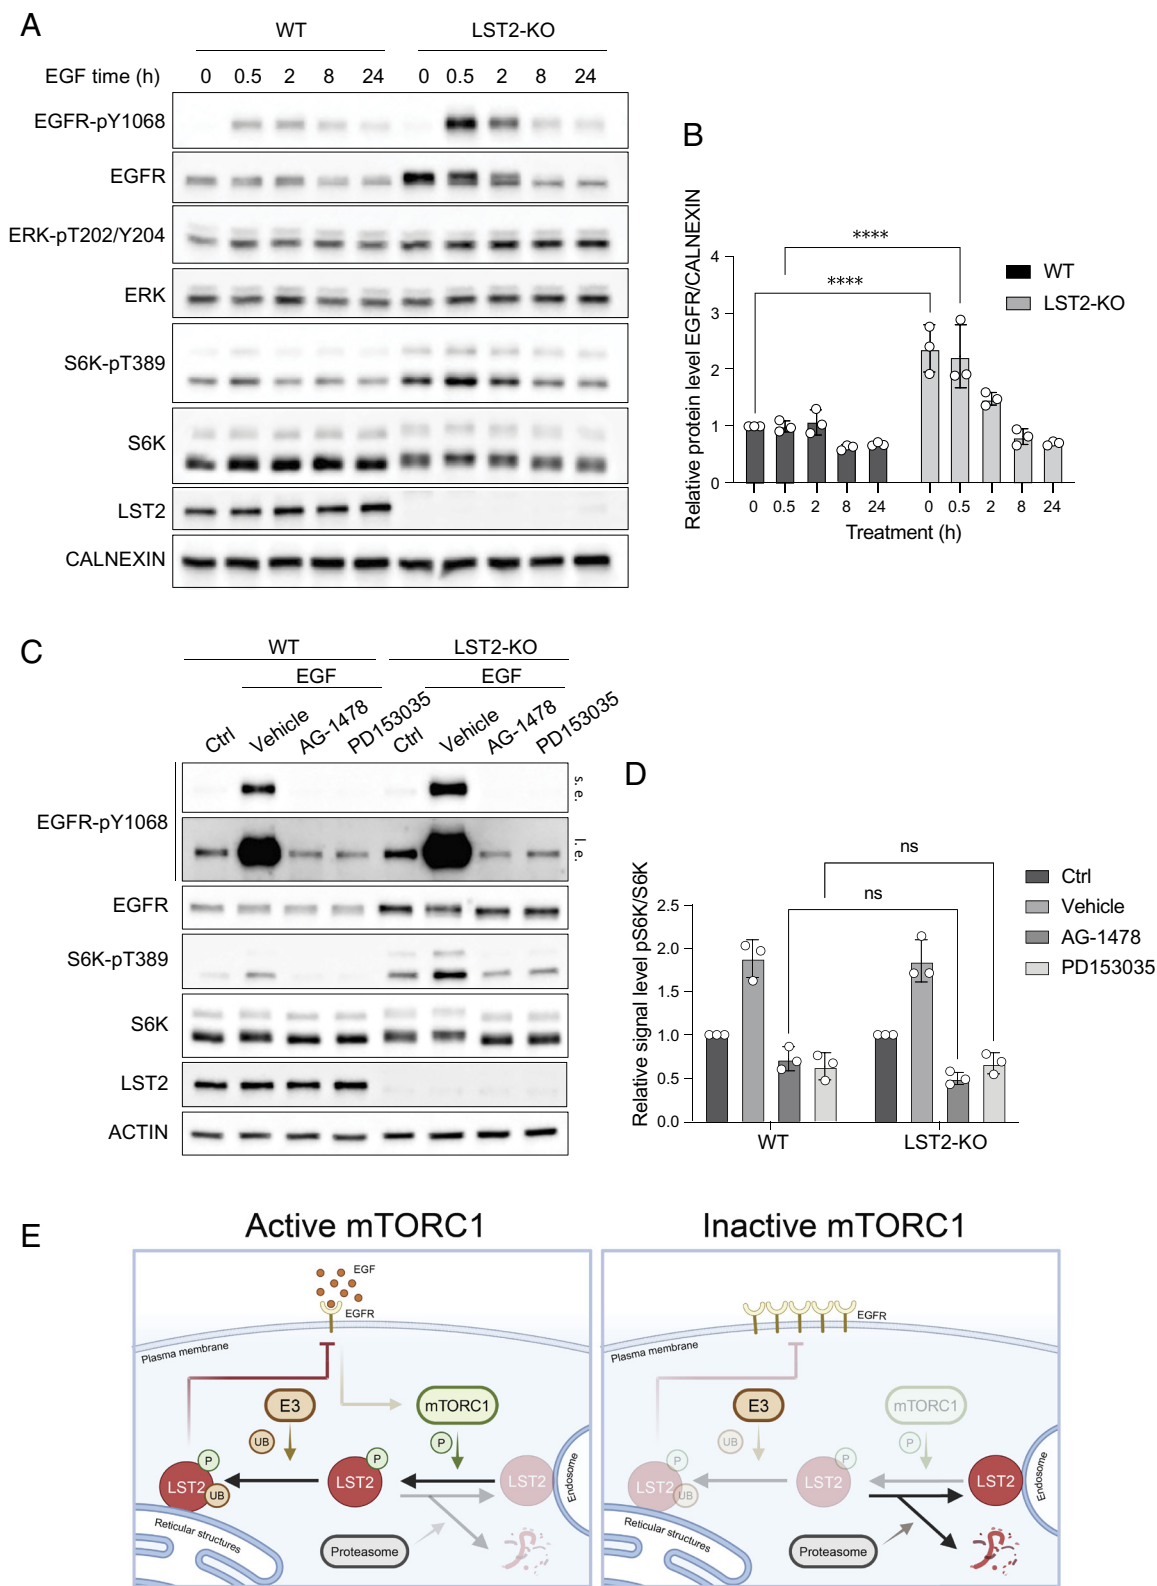 A
WT LST2-KO
EGF time (h) 0 0.5 2 8 24 0 0.5 2 8 24
EGFR-pY1068
EGFR
ERK-pT202/Y204
ERK
S6K-pT389
S6K
LST2
CALNEXIN
B
Relative protein level EGFR/CALNEXIN
4
3
2
1
0
****
****
WT
LST2-KO
0 0.5 2 8 24 0 0.5 2 8 24
Treatment (h)
C
WT LST2-KO
EGF EGF
Ctrl Vehicle AG-1478 PD153035 Ctrl Vehicle AG-1478 PD153035
EGFR-pY1068
s.e.
l.e.
EGFR
S6K-pT389
S6K
LST2
ACTIN
D
Relative signal level pS6K/S6K
2.5
2.0
1.5
1.0
0.5
0.0
ns
ns
Ctrl
Vehicle
AG-1478
PD153035
WT LST2-KO
E
Active mTORC1
EGF
EGFR
Plasma membrane
E3
mTORC1
UB
P
P
P
LST2
UB
LST2
LST2
Endosome
Reticular structures
Proteasome
Inactive mTORC1
EGFR
Plasma membrane
E3
mTORC1
UB
P
P
P
LST2
UB
LST2
LST2
Endosome
Reticular structures
Proteasome